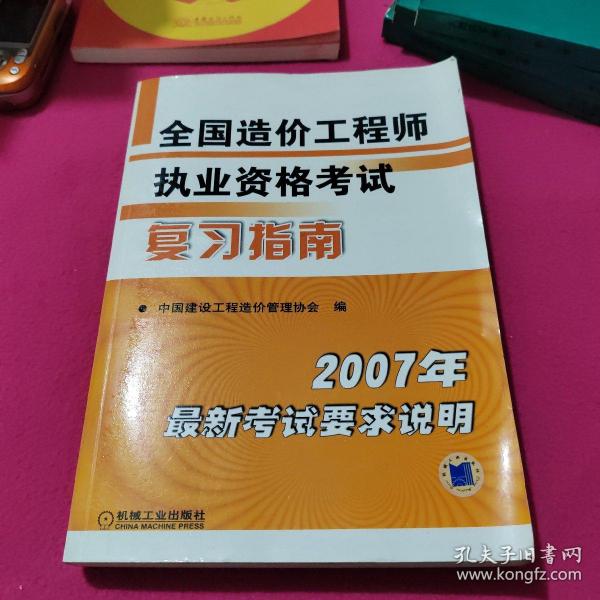 全国造价工程师
执业资格考试
复习指南
中国建设工程造价管理协会 编
2007年
最新考试要求说明
机械工业出版社
CHINA MACHINE PRESS
孔夫子旧书网
www.kongfz.com